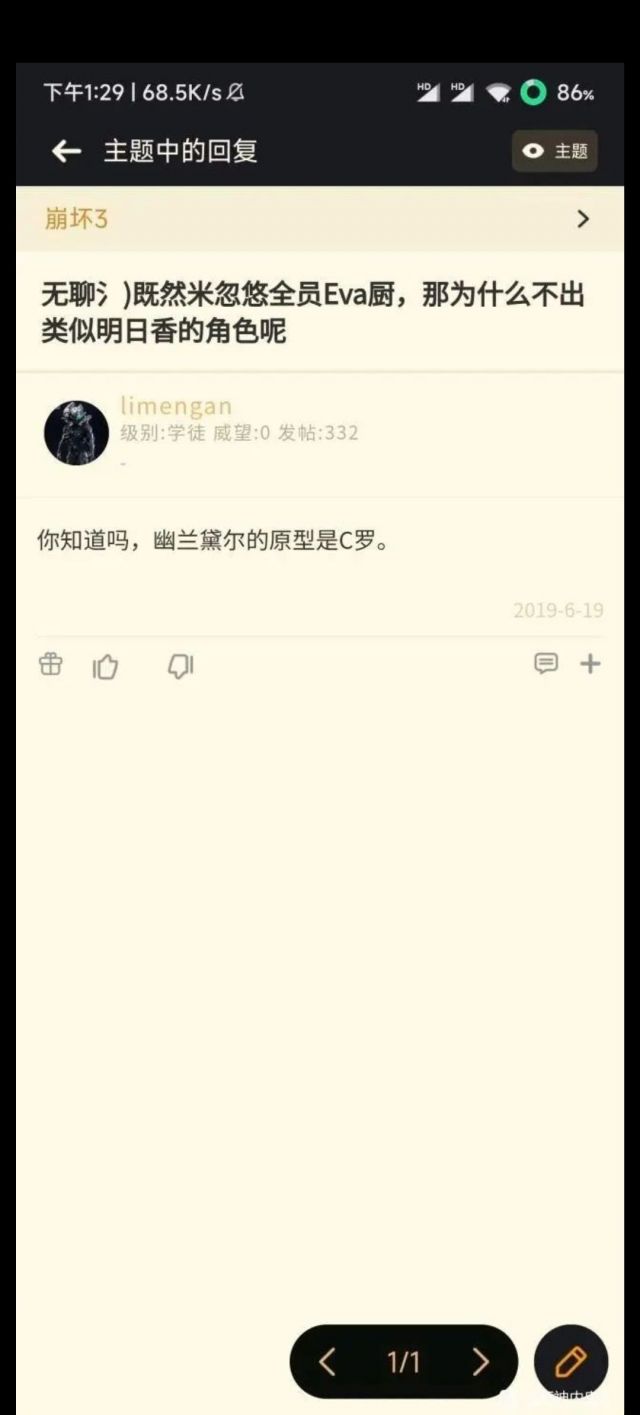 下午1:29 | 68.5K/s
HD HD 86%
主题中的回复
主题
崩坏3
无聊氵)既然米忽悠全员Eva厨，那为什么不出
类似明日香的角色呢
limengan
级别:学徒 威望:0 发帖:332
-
你知道吗，幽兰黛尔的原型是C罗。
2019-6-19
1/1